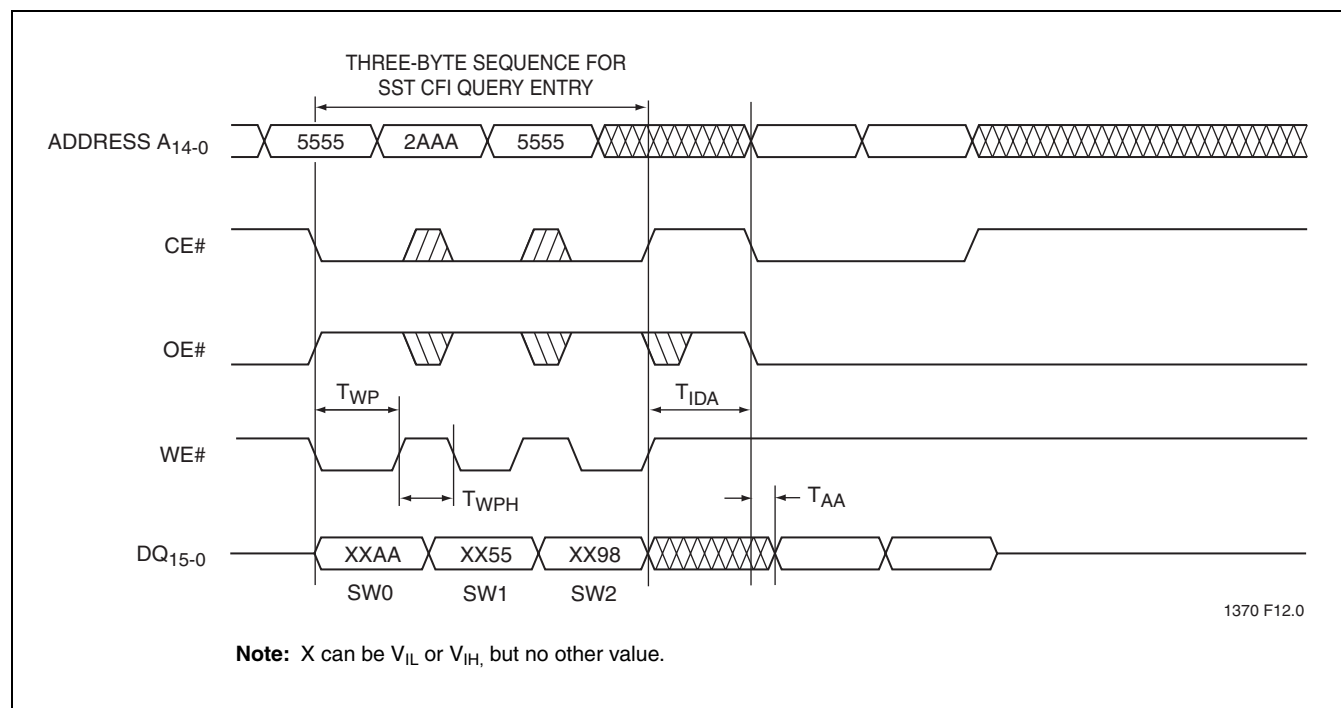 THREE-BYTE SEQUENCE FOR
SST CFI QUERY ENTRY
ADDRESS A14-0
5555 2AAA 5555
CE#
OE#
TWP TIDA
WE#
TWPH TAA
DQ15-0
XXAA XX55 XX98
SW0 SW1 SW2
1370 F12.0
Note: X can be VIL or VIH, but no other value.